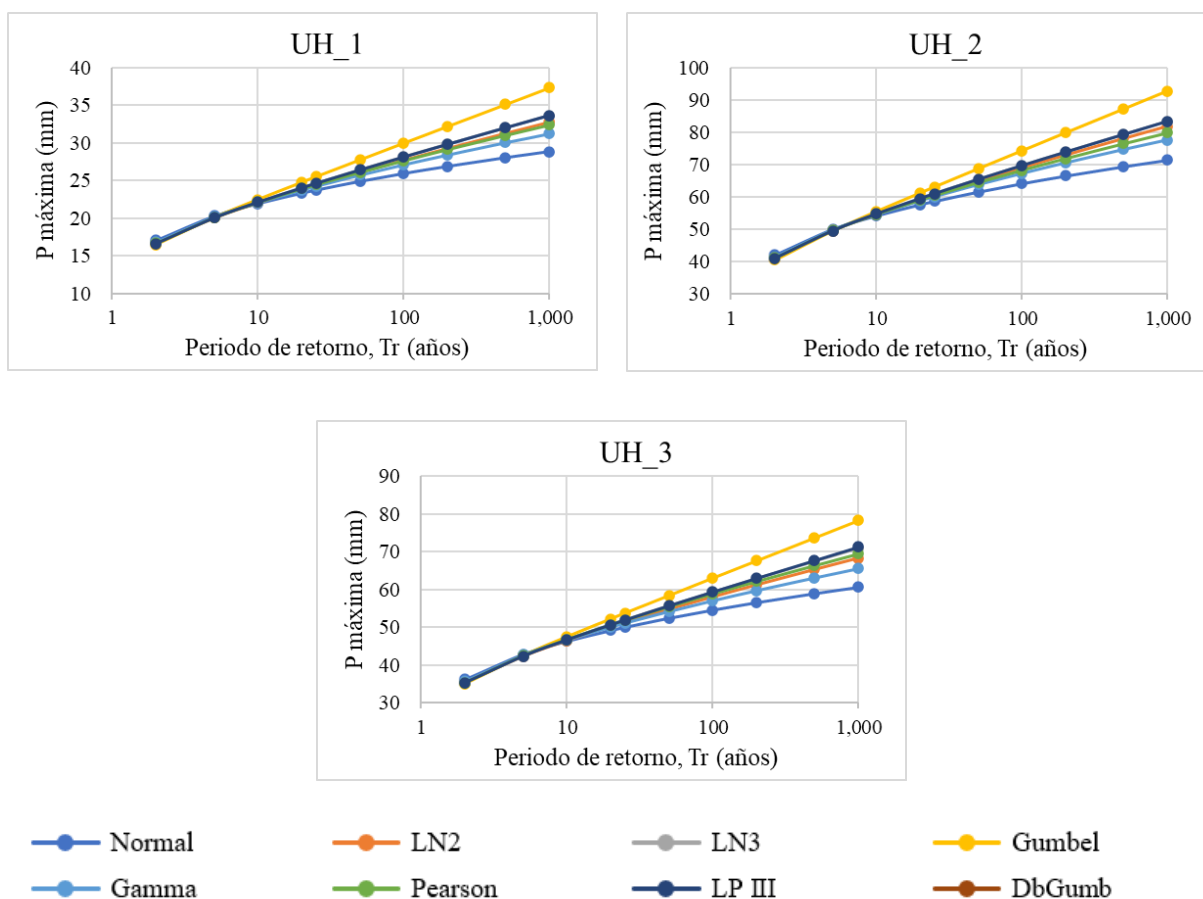 UH_1
40
35
30
25
20
15
10
P máxima (mm)
1 10 100 1,000
Periodo de retorno, Tr (años)
UH_2
100
90
80
70
60
50
40
30
P máxima (mm)
1 10 100 1,000
Periodo de retorno, Tr (años)
UH_3
90
80
70
60
50
40
30
P máxima (mm)
1 10 100 1,000
Periodo de retorno, Tr (años)
Normal LN2 LN3 Gumbel
Gamma Pearson LP III DbGumb